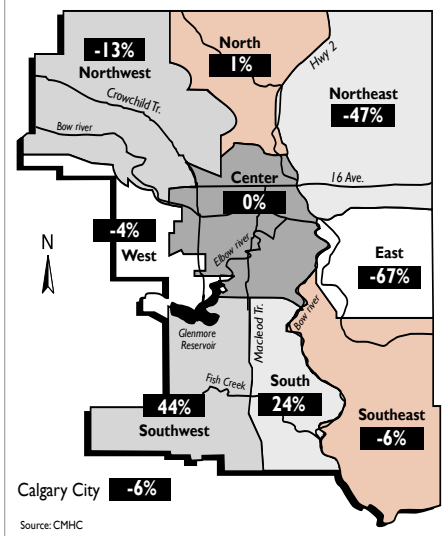 -13%
Northwest
North
1%
Hwy 2
Northeast
-47%
Crowchild Tr.
Bow river
Center
0%
16 Ave.
-4%
West
N
Elbow river
East
-67%
Glenmore
Reservoir
Macleod Tr.
Bow river
Fish Creek
44%
Southwest
South
24%
Southeast
-6%
Calgary City -6%
Source: CMHC